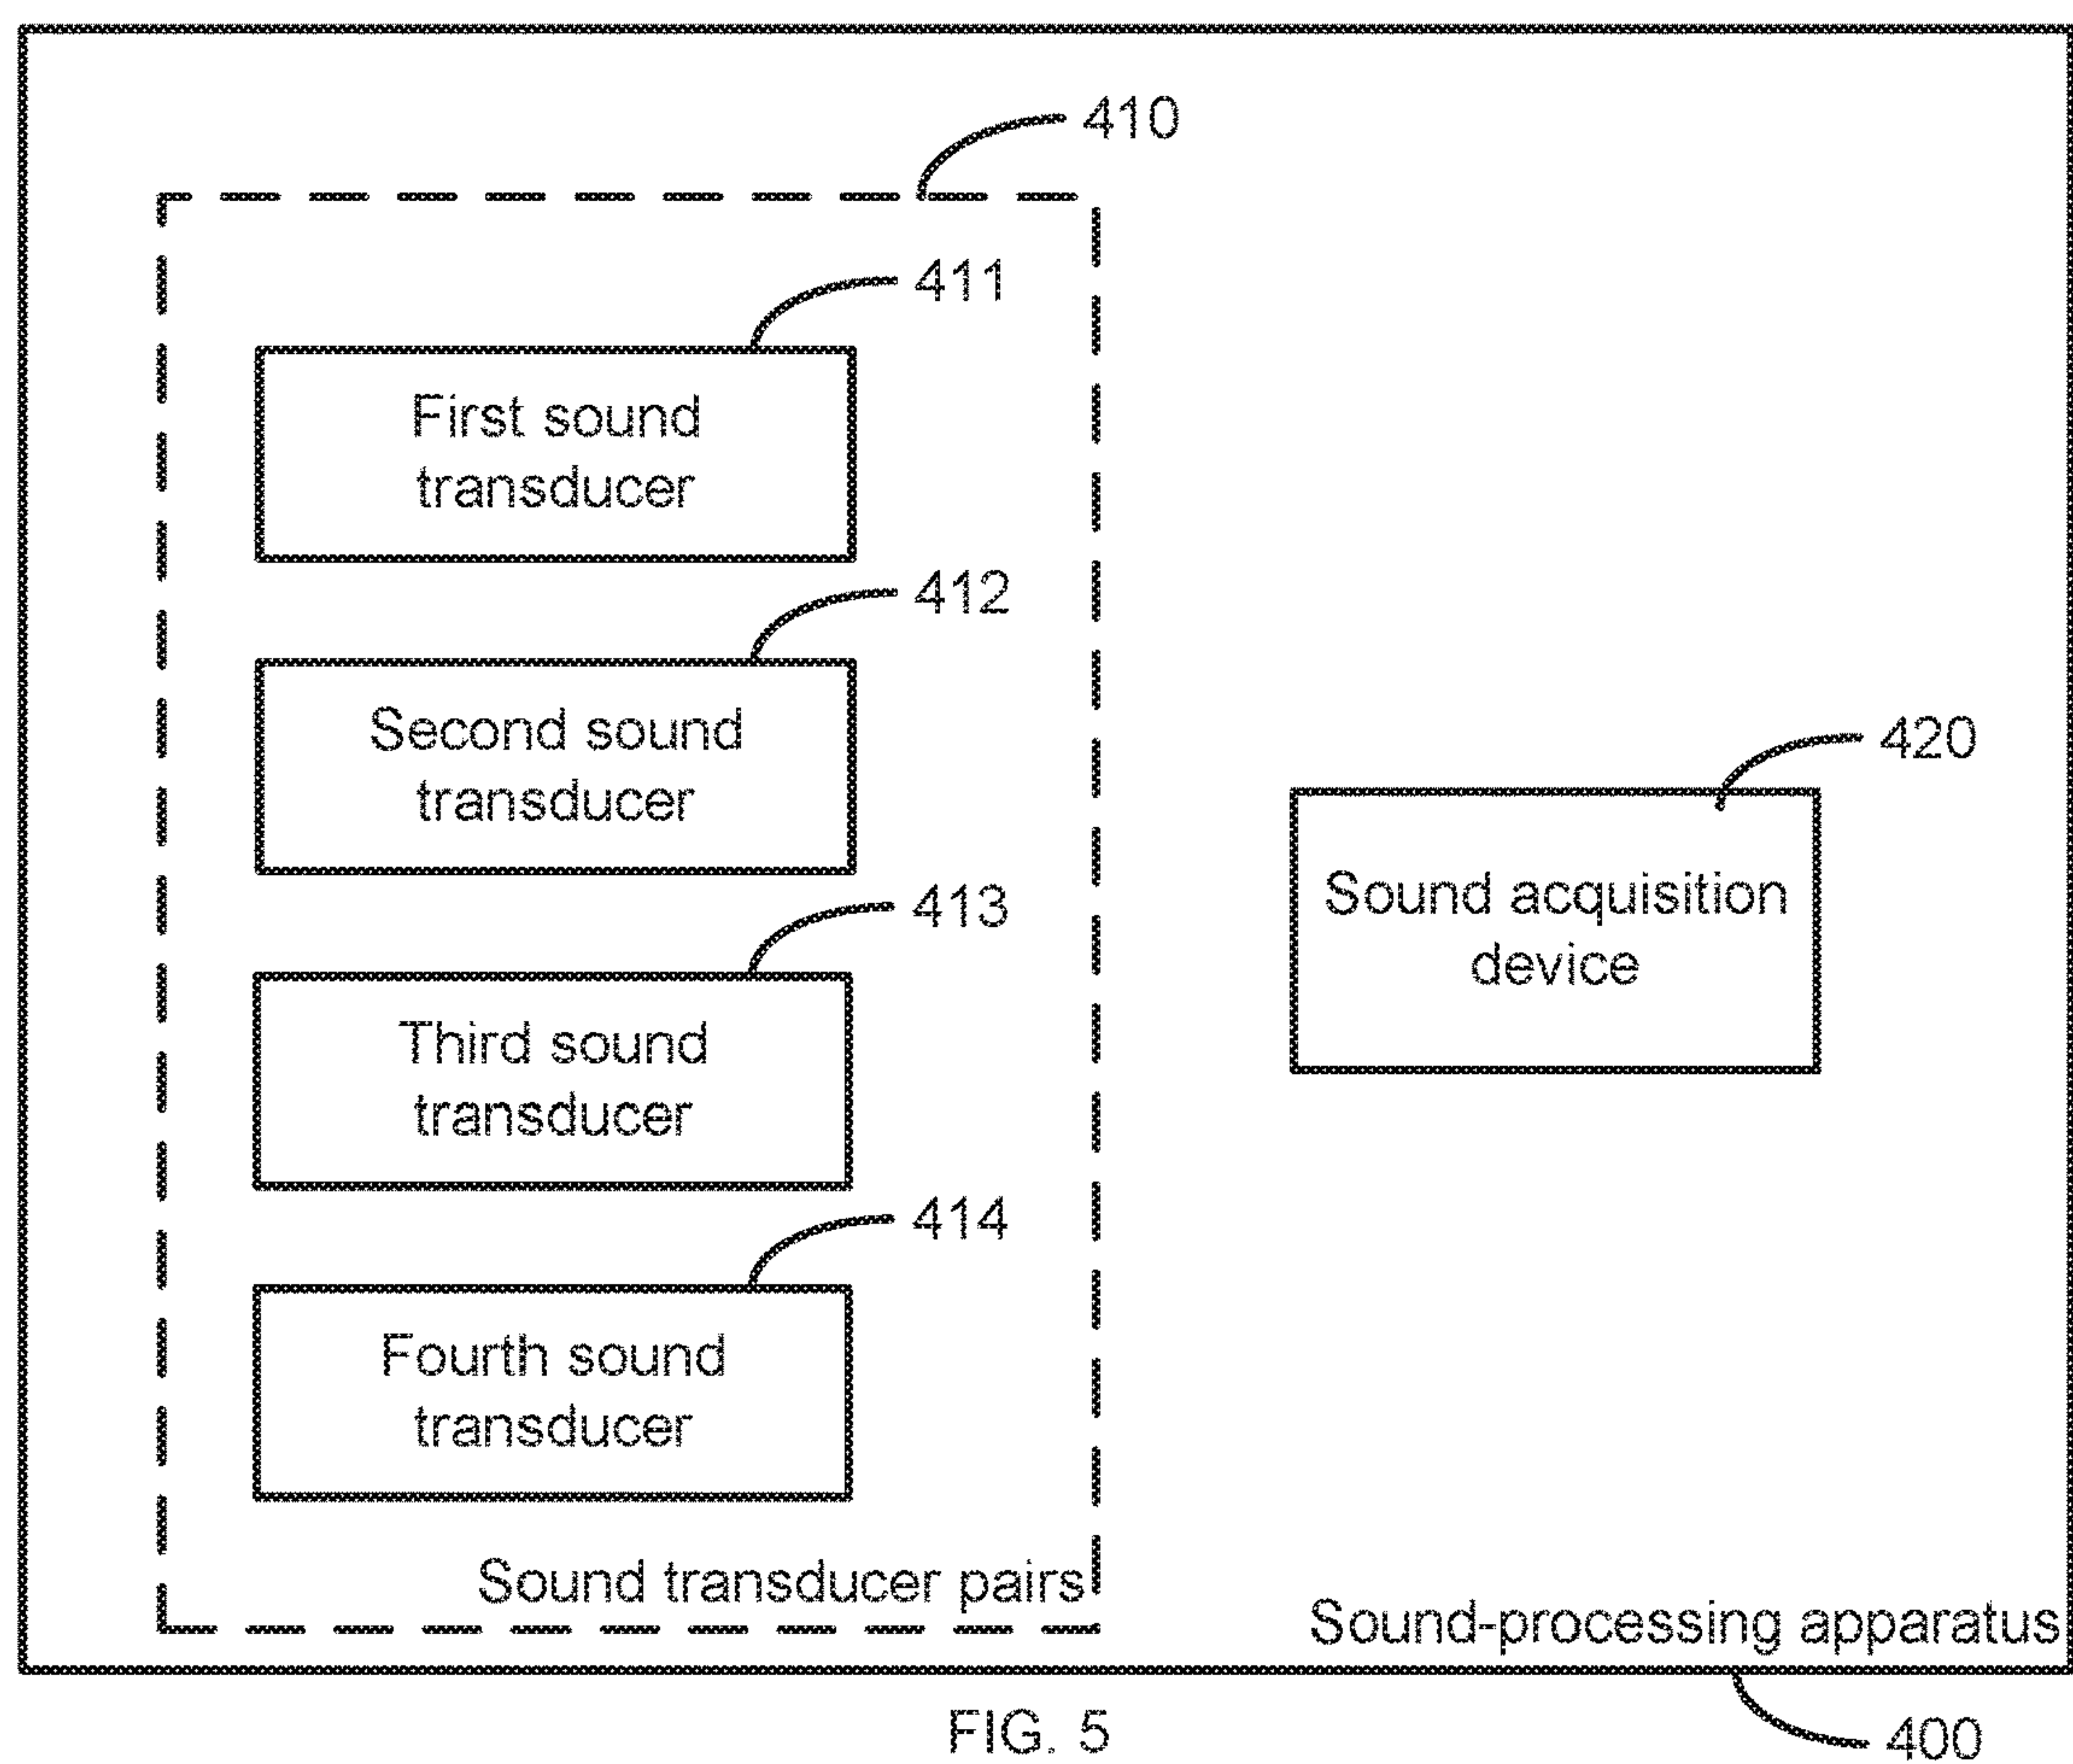 410
411
First sound
transducer
412
Second sound
transducer
413
Third sound
transducer
414
Fourth sound
transducer
Sound transducer pairs
420
Sound acquisition
device
Sound-processing apparatus
400
FIG. 5